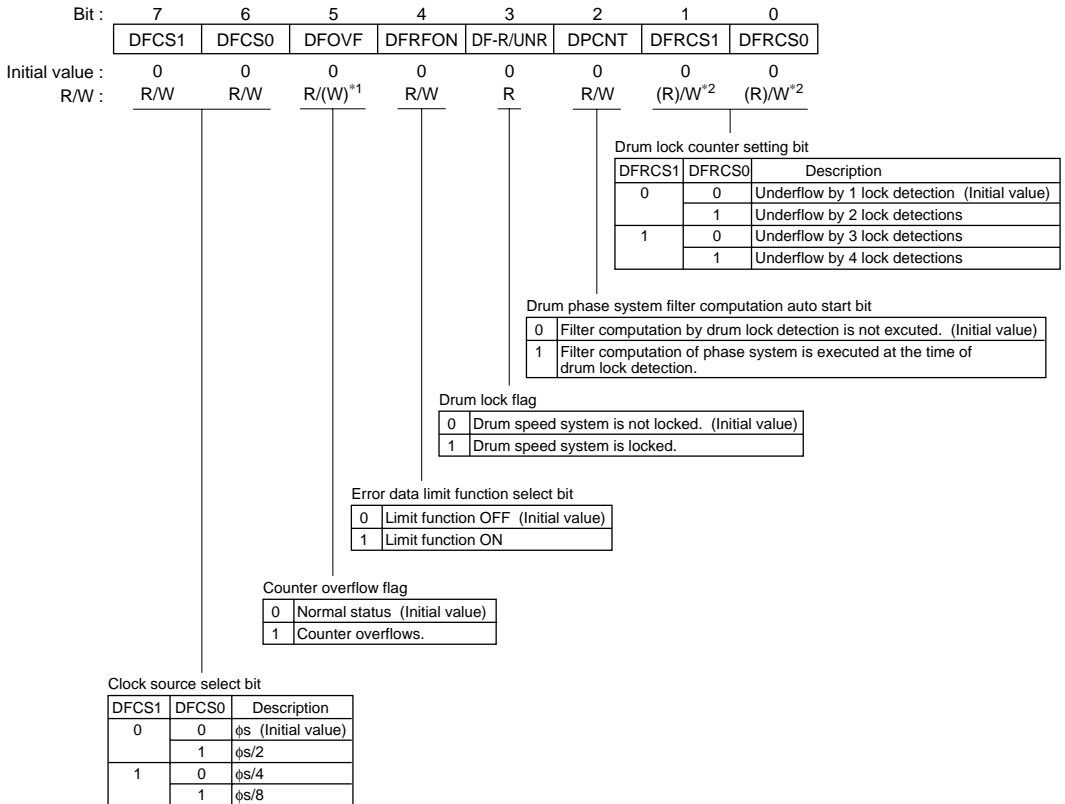 Bit : 7 6 5 4 3 2 1 0
DFCS1 DFCS0 DFOVF DFRFON DF-R/UNR DPCNT DFRCS1 DFRCS0
Initial value : 0 0 0 0 0 0 0 0
R/W : R/W R/W R/(W)*1 R/W R R/W (R)/W*2 (R)/W*2
Drum lock counter setting bit
DFRCS1 DFRCS0 Description
0 0 Underflow by 1 lock detection (Initial value)
1 Underflow by 2 lock detections
1 0 Underflow by 3 lock detections
1 Underflow by 4 lock detections
Drum phase system filter computation auto start bit
0 Filter computation by drum lock detection is not excuted. (Initial value)
1 Filter computation of phase system is executed at the time of
drum lock detection.
Drum lock flag
0 Drum speed system is not locked. (Initial value)
1 Drum speed system is locked.
Error data limit function select bit
0 Limit function OFF (Initial value)
1 Limit function ON
Counter overflow flag
0 Normal status (Initial value)
1 Counter overflows.
Clock source select bit
DFCS1 DFCS0 Description
0 0 φs (Initial value)
1 φs/2
1 0 φs/4
1 φs/8